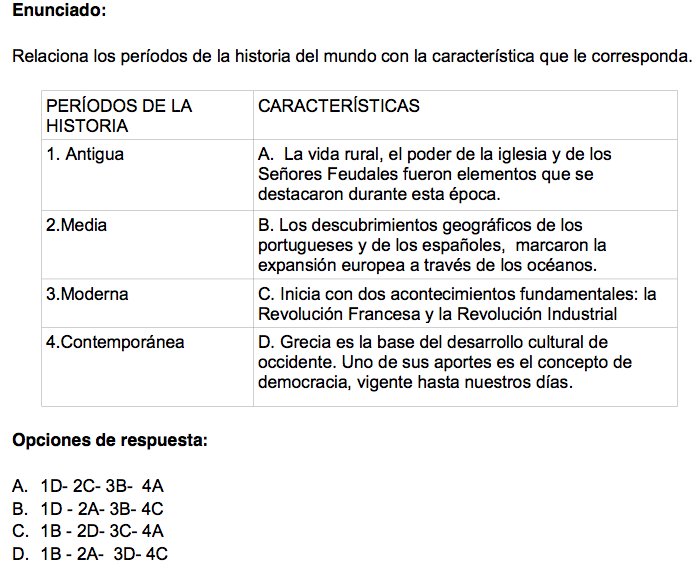 Enunciado:
Relaciona los períodos de la historia del mundo con la característica que le corresponda.
PERÍODOS DE LA
HISTORIA
CARACTERÍSTICAS
1. Antigua
A.  La vida rural, el poder de la iglesia y de los
Señores Feudales fueron elementos que se
destacaron durante esta época.
2.Media
B. Los descubrimientos geográficos de los
portugueses y de los españoles,  marcaron la
expansión europea a través de los océanos.
3.Moderna
C. Inicia con dos acontecimientos fundamentales: la
Revolución Francesa y la Revolución Industrial
4.Contemporánea
D. Grecia es la base del desarrollo cultural de
occidente. Uno de sus aportes es el concepto de
democracia, vigente hasta nuestros días.
Opciones de respuesta:
A.  1D- 2C- 3B-  4A
B.  1D - 2A- 3B- 4C
C.  1B - 2D- 3C- 4A
D.  1B - 2A-  3D- 4C